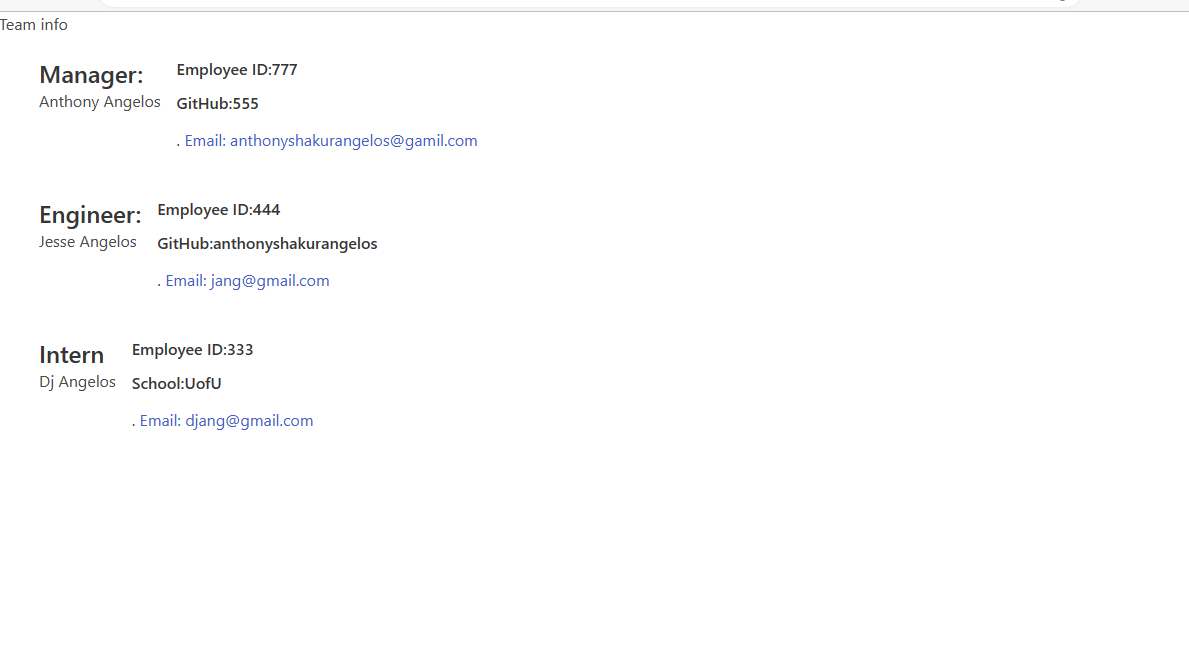 Team info
Manager:
Anthony Angelos
Employee ID:777
GitHub:555
. Email: anthonyshakurangelos@gamil.com
Engineer:
Jesse Angelos
Employee ID:444
GitHub:anthonyshakurangelos
. Email: jang@gmail.com
Intern
Dj Angelos
Employee ID:333
School:UofU
. Email: djang@gmail.com